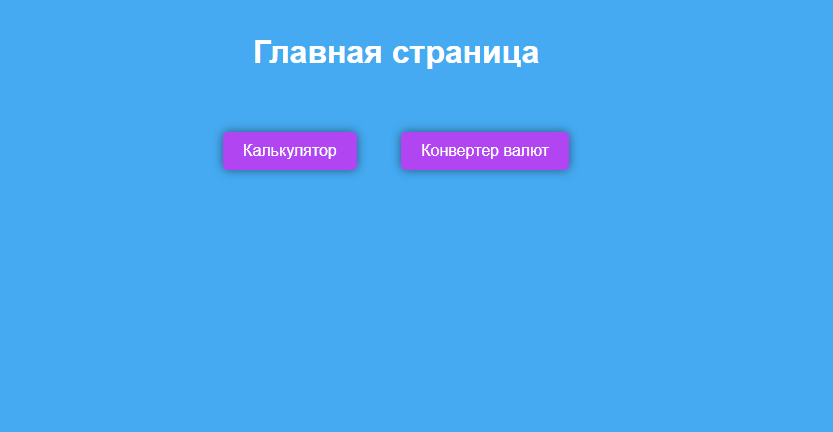 Главная страница
Калькулятор
Конвертер валют